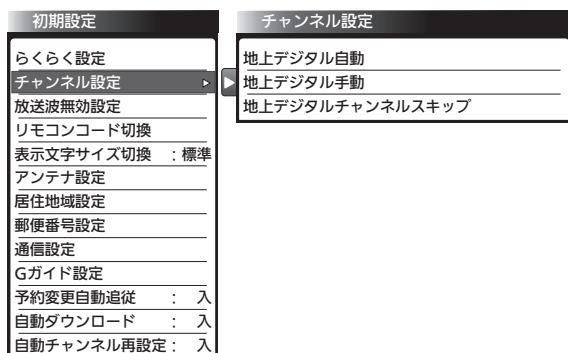 初期設定
らくらく設定
チャンネル設定
放送波無効設定
リモコンコード切換
表示文字サイズ切換 : 標準
アンテナ設定
居住地域設定
郵便番号設定
通信設定
Gガイド設定
予約変更自動追従 : 入
自動ダウンロード : 入
自動チャンネル再設定 : 入
チャンネル設定
地上デジタル自動
地上デジタル手動
地上デジタルチャンネルスキップ